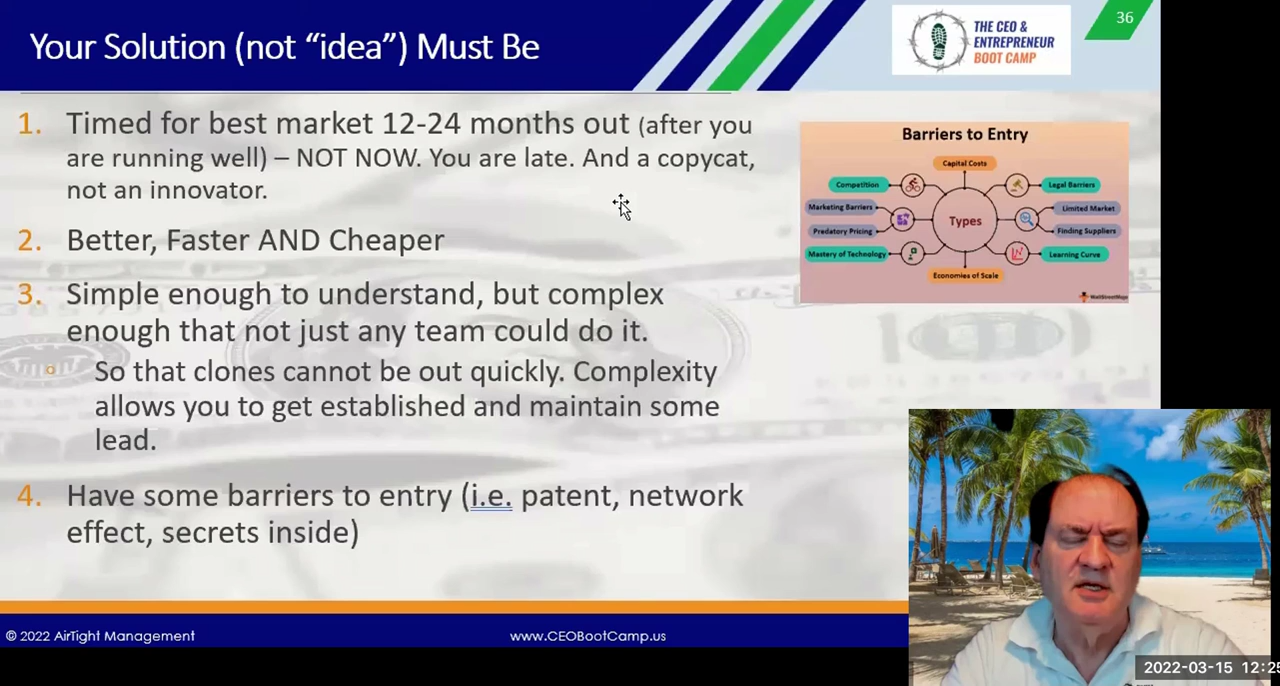 Your Solution (not “idea”) Must Be
THE CEO &
ENTREPRENEUR
BOOT CAMP
36
1. Timed for best market 12-24 months out (after you
are running well) – NOT NOW. You are late. And a copycat,
not an innovator.
2. Better, Faster AND Cheaper
3. Simple enough to understand, but complex
enough that not just any team could do it.
So that clones cannot be out quickly. Complexity
allows you to get established and maintain some
lead.
4. Have some barriers to entry (i.e. patent, network
effect, secrets inside)
Barriers to Entry
Capital Costs
Competition
Legal Barriers
Marketing Barriers
Limited Market
Types
Predatory Pricing
Finding Suppliers
Mastery of Technology
Learning Curve
Economies of Scale
WallStreetMojo
© 2022 AirTight Management
www.CEOBootCamp.us
2022-03-15 12:25